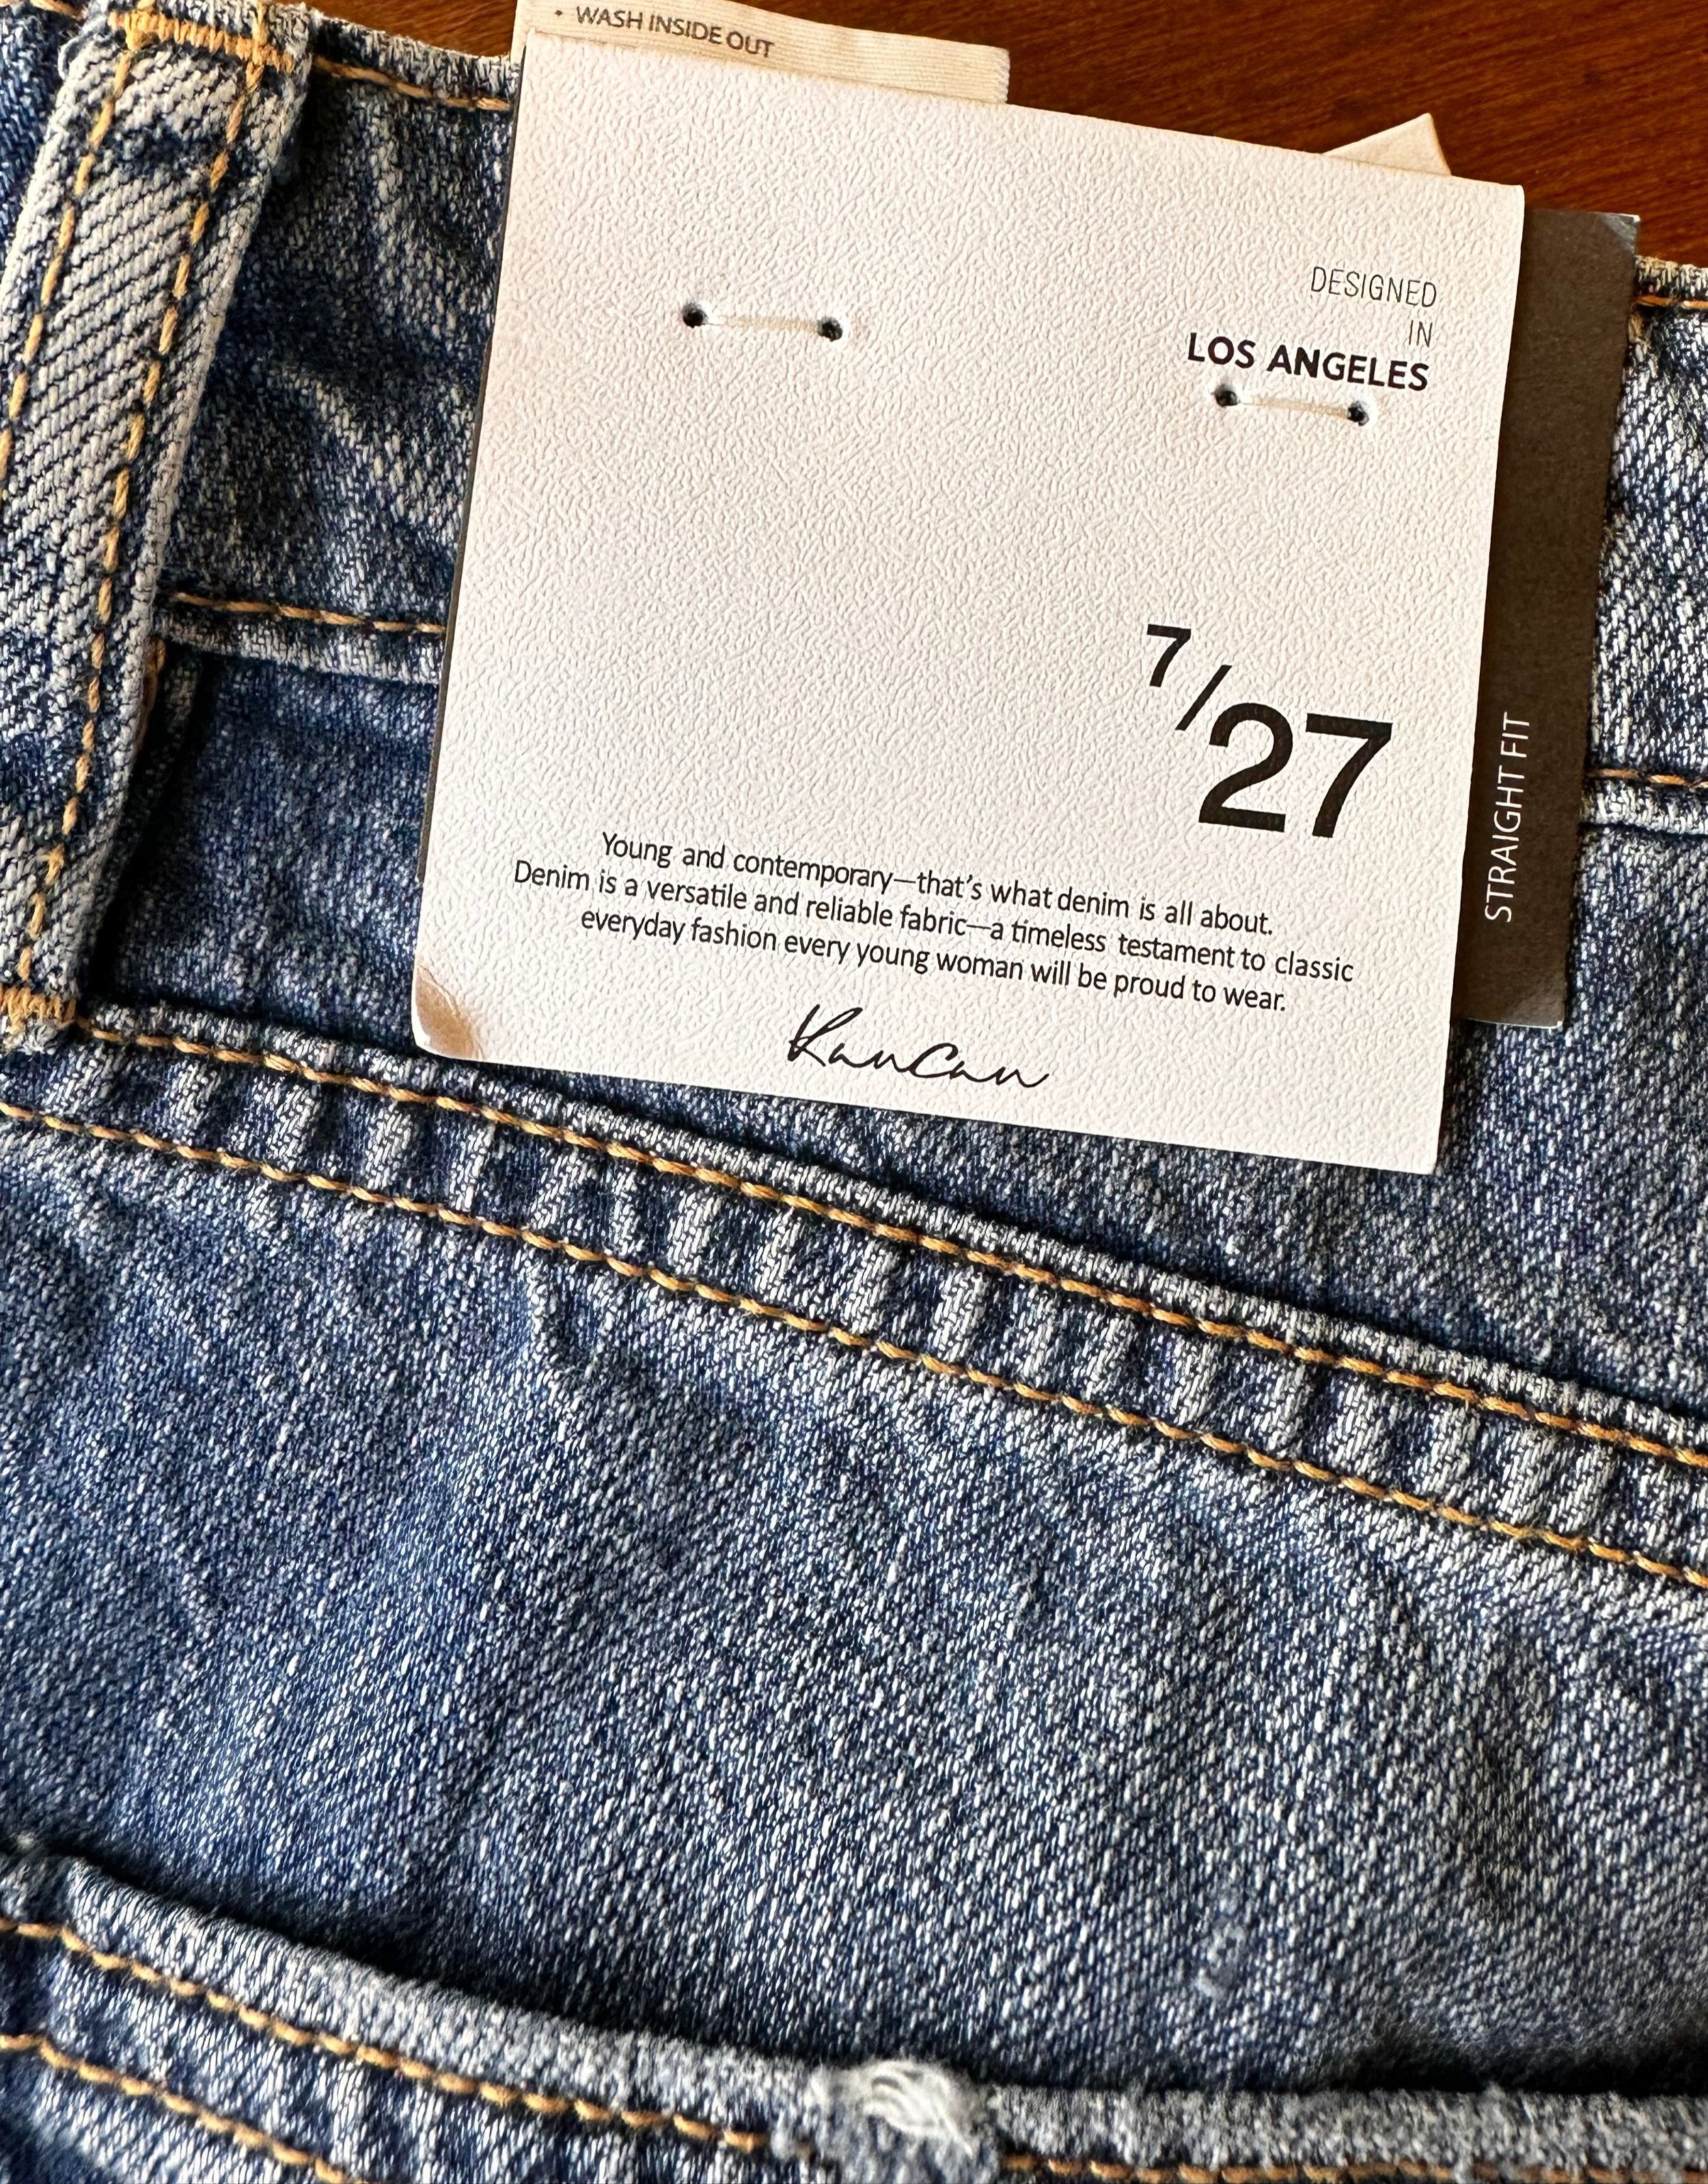 • WASH INSIDE OUT
DESIGNED
IN
LOS ANGELES
7/27
STRAIGHT FIT
Young and contemporary—that's what denim is all about.
Denim is a versatile and reliable fabric—a timeless testament to classic
everyday fashion every young woman will be proud to wear.
KanCan